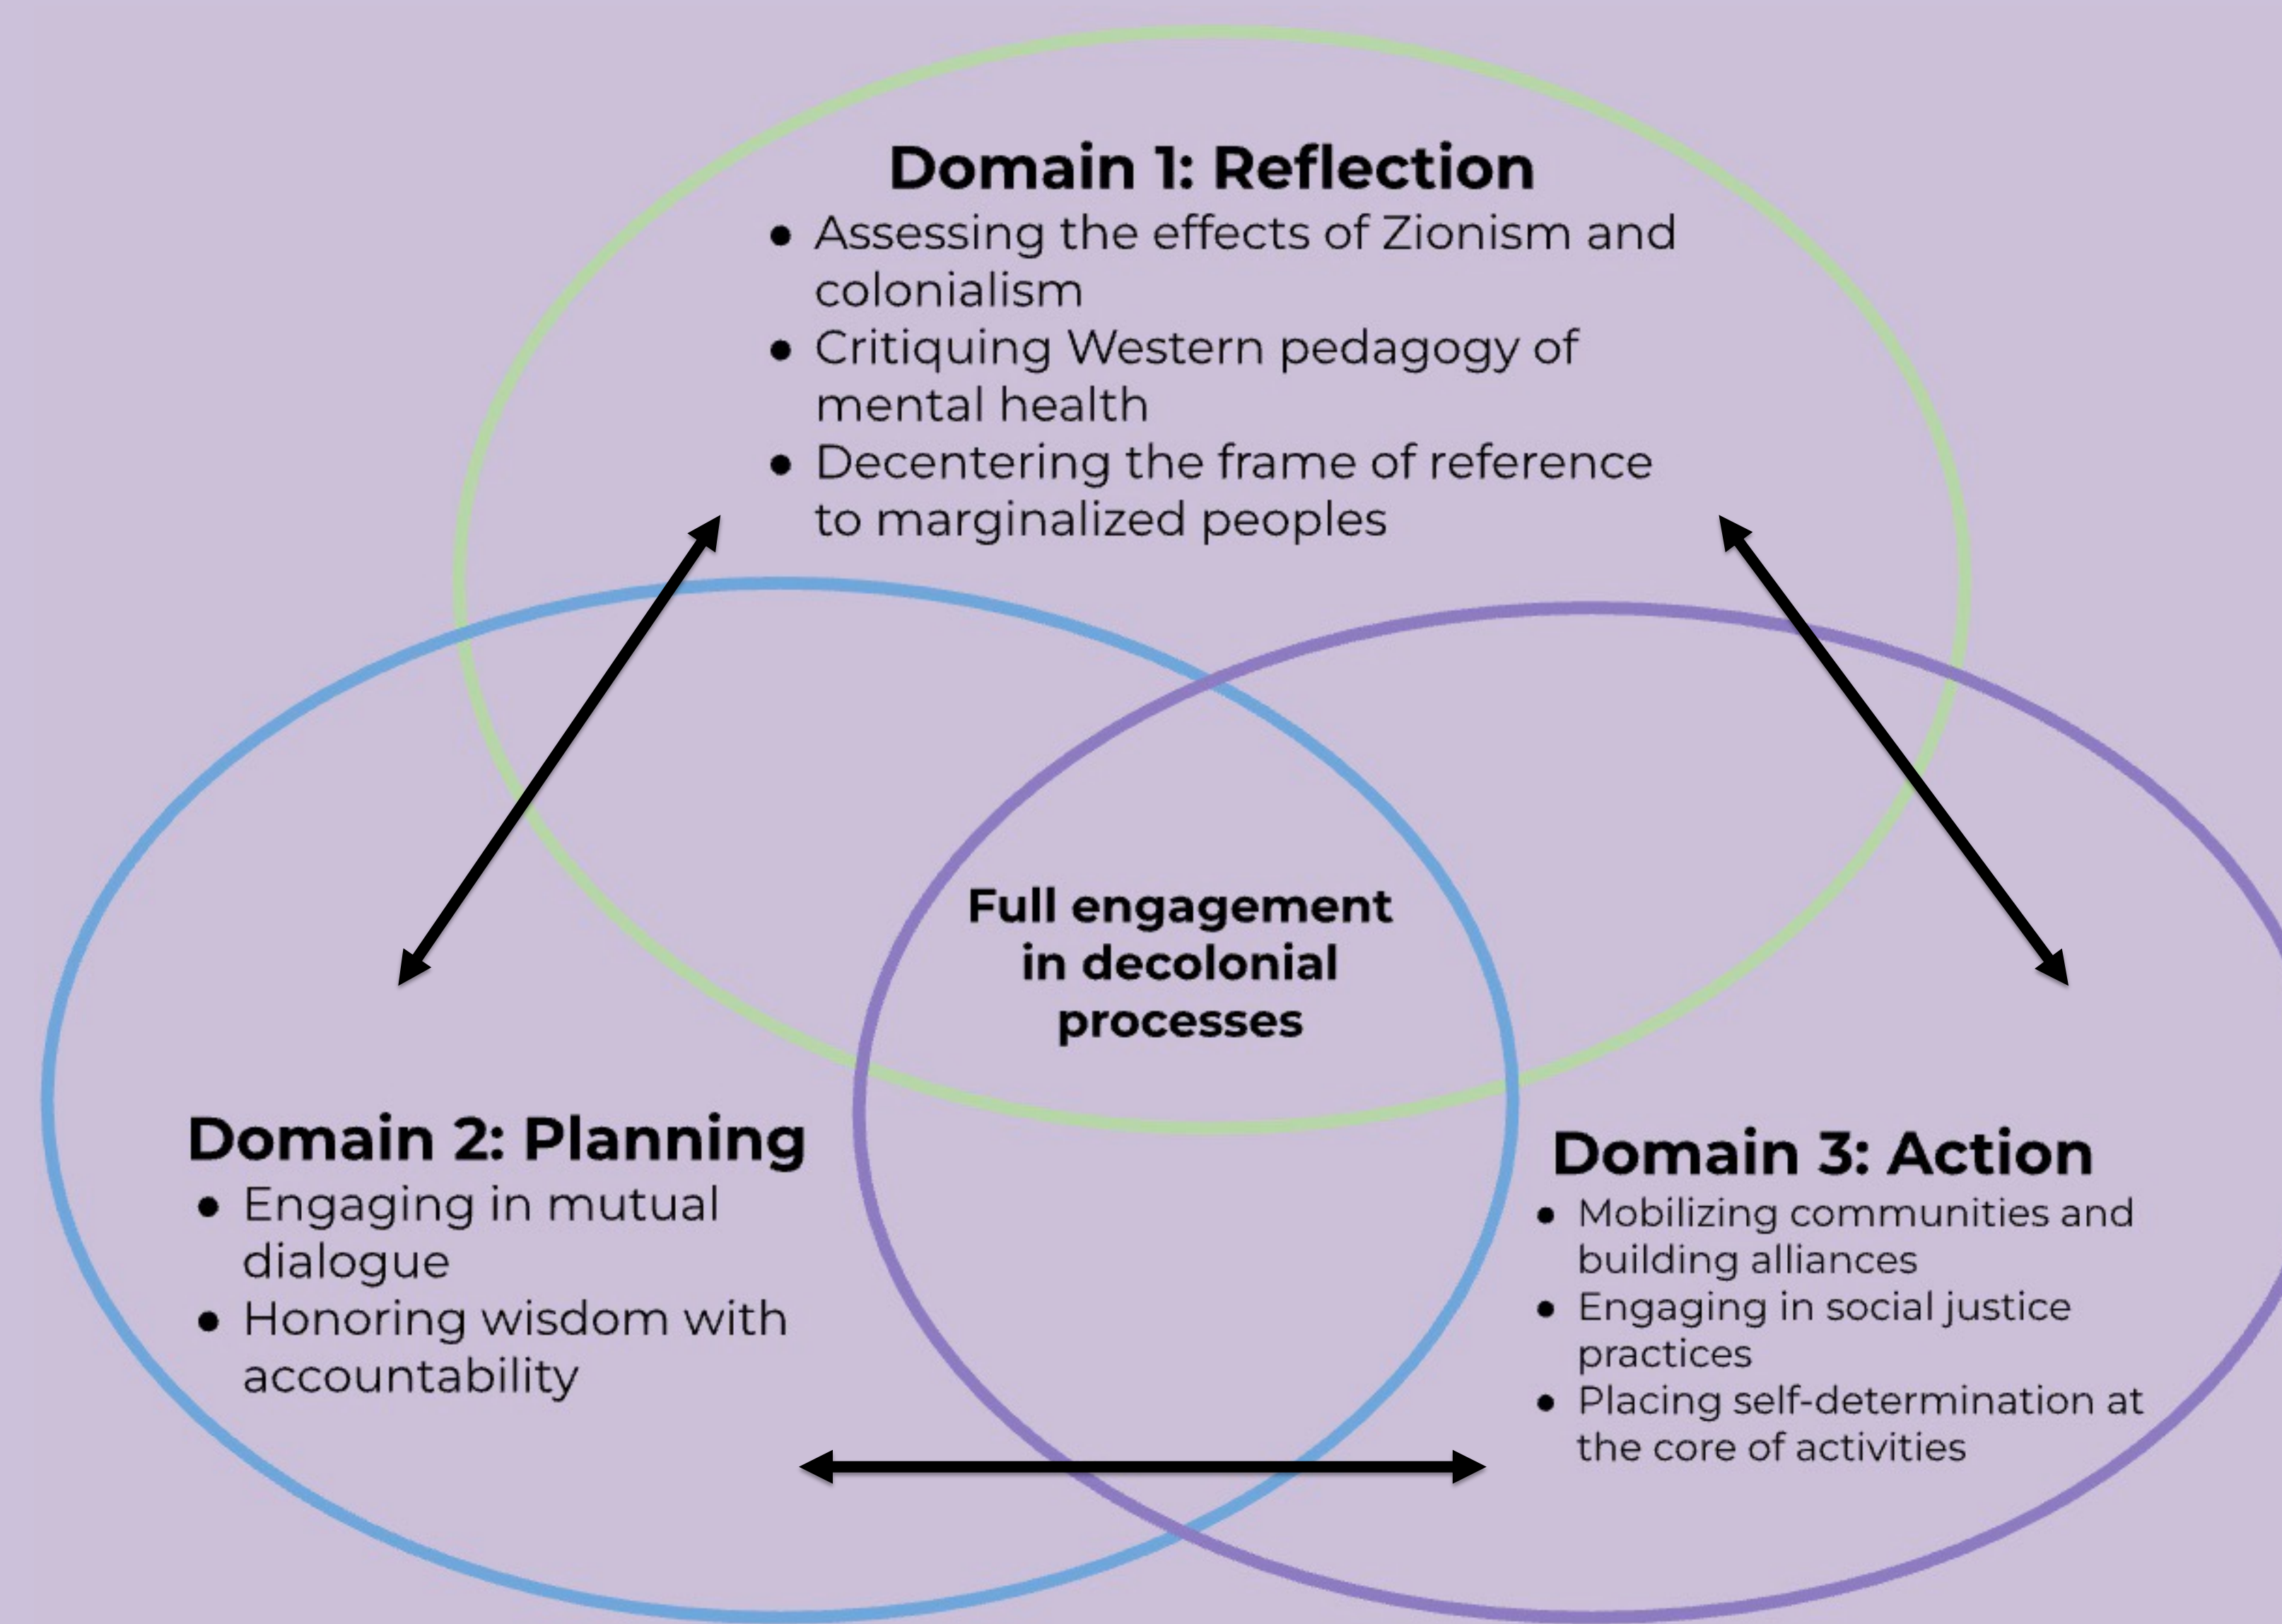 Domain 1: Reflection
● Assessing the effects of Zionism and
colonialism
● Critiquing Western pedagogy of
mental health
● Decentering the frame of reference
to marginalized peoples
Full engagement
in decolonial
processes
Domain 2: Planning
● Engaging in mutual
dialogue
● Honoring wisdom with
accountability
Domain 3: Action
● Mobilizing communities and
building alliances
● Engaging in social justice
practices
● Placing self-determination at
the core of activities